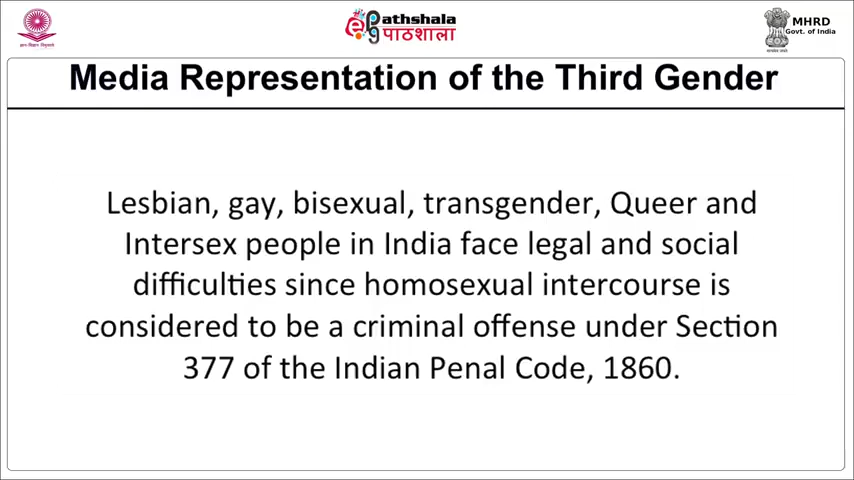 ePathshala
पाठशाला
MHRD
Govt. of India
Media Representation of the Third Gender
Lesbian, gay, bisexual, transgender, Queer and
Intersex people in India face legal and social
difficulties since homosexual intercourse is
considered to be a criminal offense under Section
377 of the Indian Penal Code, 1860.